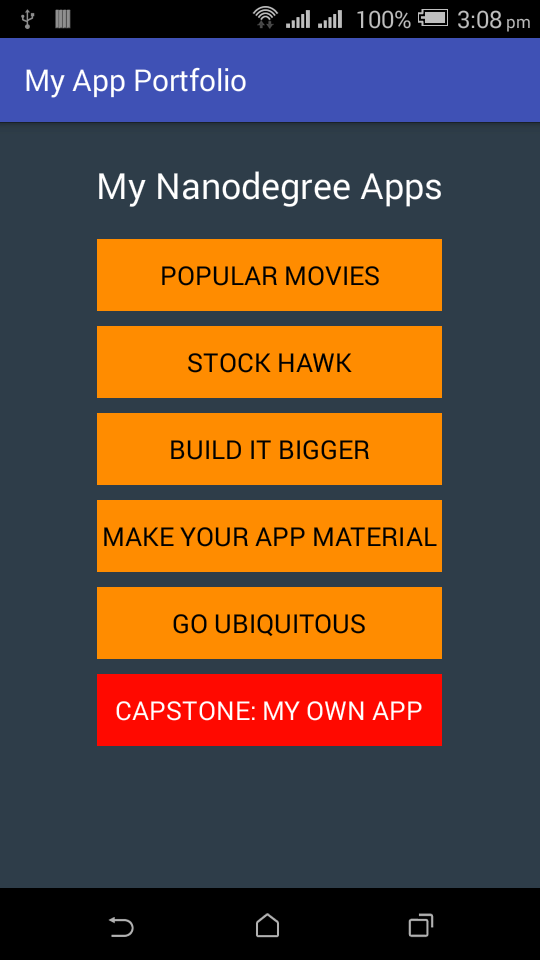 100% 3:08 pm
My App Portfolio
My Nanodegree Apps
POPULAR MOVIES
STOCK HAWK
BUILD IT BIGGER
MAKE YOUR APP MATERIAL
GO UBIQUITOUS
CAPSTONE: MY OWN APP